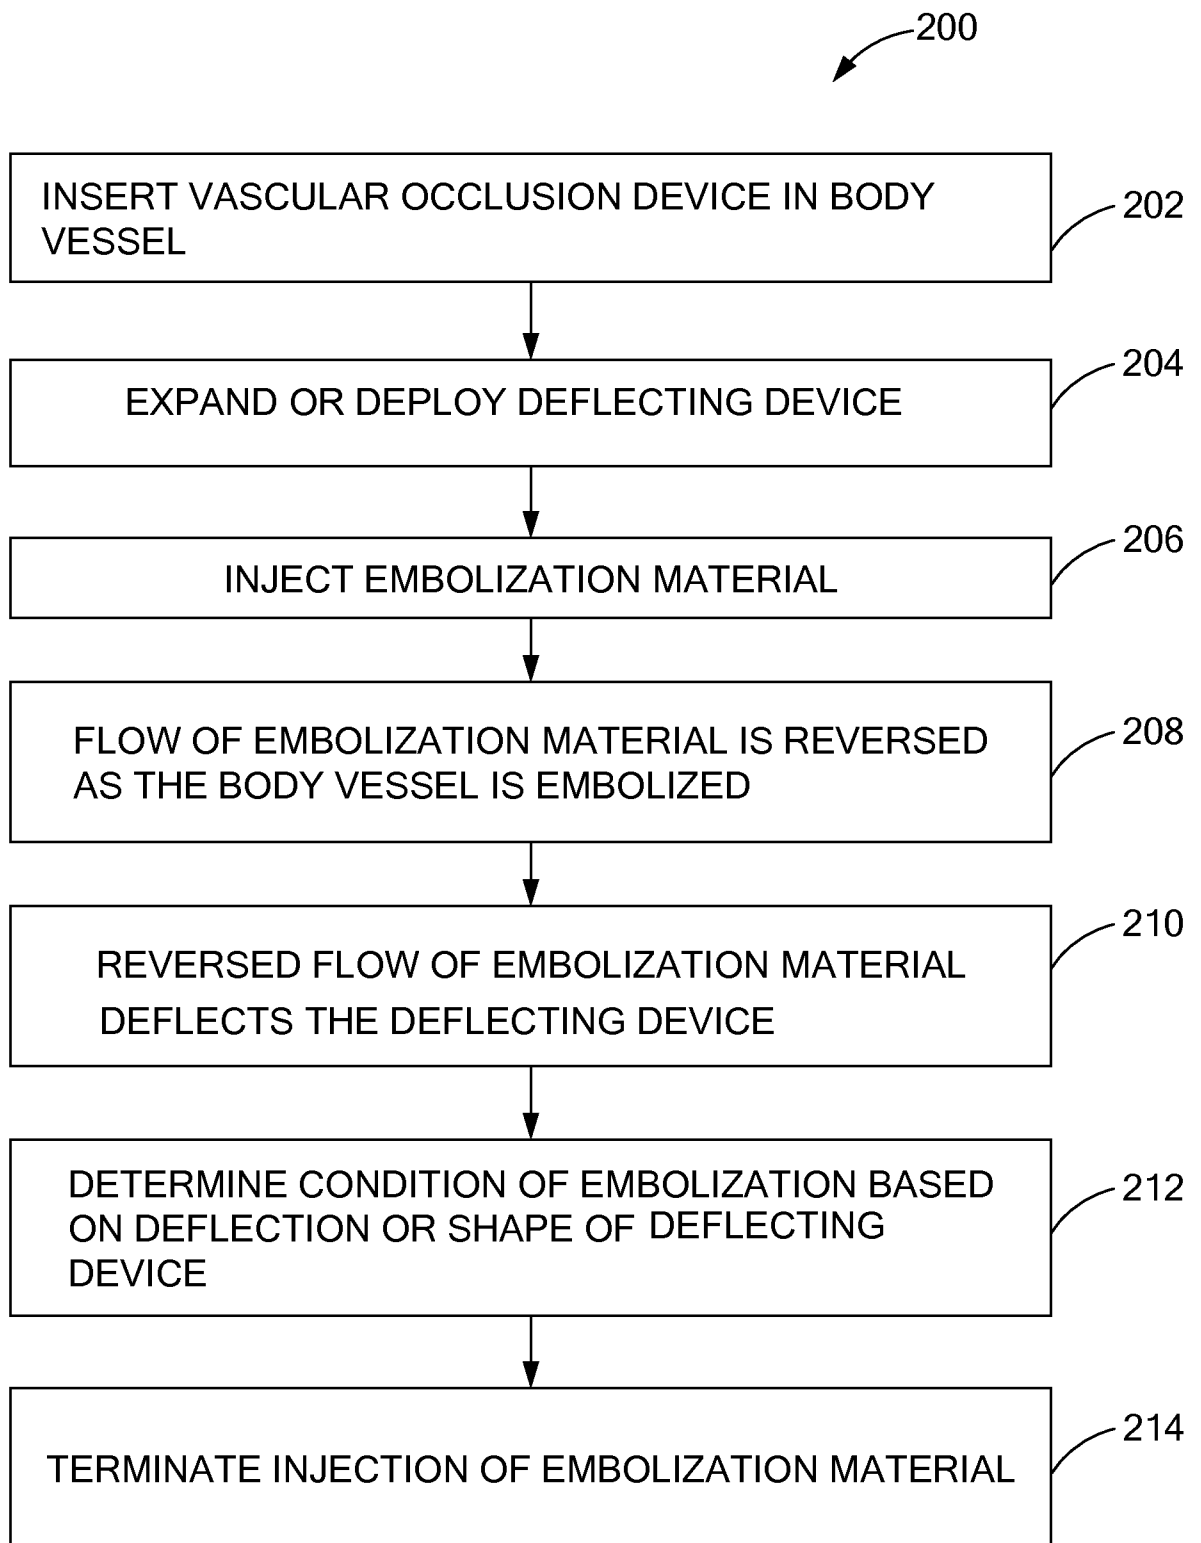 200
INSERT VASCULAR OCCLUSION DEVICE IN BODY
VESSEL
202
EXPAND OR DEPLOY DEFLECTING DEVICE
204
INJECT EMBOLIZATION MATERIAL
206
FLOW OF EMBOLIZATION MATERIAL IS REVERSED
AS THE BODY VESSEL IS EMBOLIZED
208
REVERSED FLOW OF EMBOLIZATION MATERIAL
DEFLECTS THE DEFLECTING DEVICE
210
DETERMINE CONDITION OF EMBOLIZATION BASED
ON DEFLECTION OR SHAPE OF DEFLECTING
DEVICE
212
TERMINATE INJECTION OF EMBOLIZATION MATERIAL
214